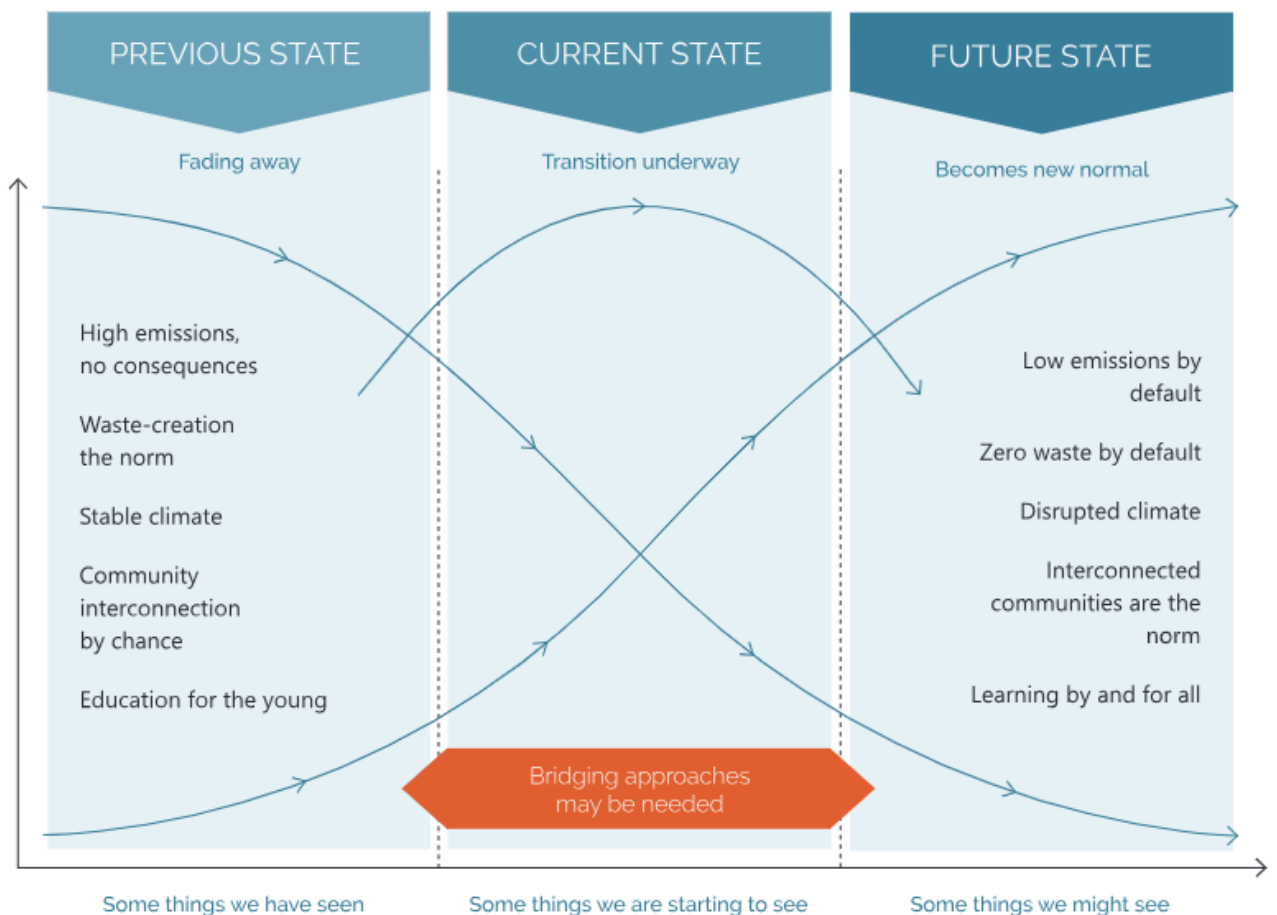 PREVIOUS STATE
CURRENT STATE
FUTURE STATE
Fading away
Transition underway
Becomes new normal
High emissions,
no consequences
Waste-creation
the norm
Stable climate
Community
interconnection
by chance
Education for the young
Low emissions by
default
Zero waste by default
Disrupted climate
Interconnected
communities are the
norm
Learning by and for all
Bridging approaches
may be needed
Some things we have seen
Some things we are starting to see
Some things we might see